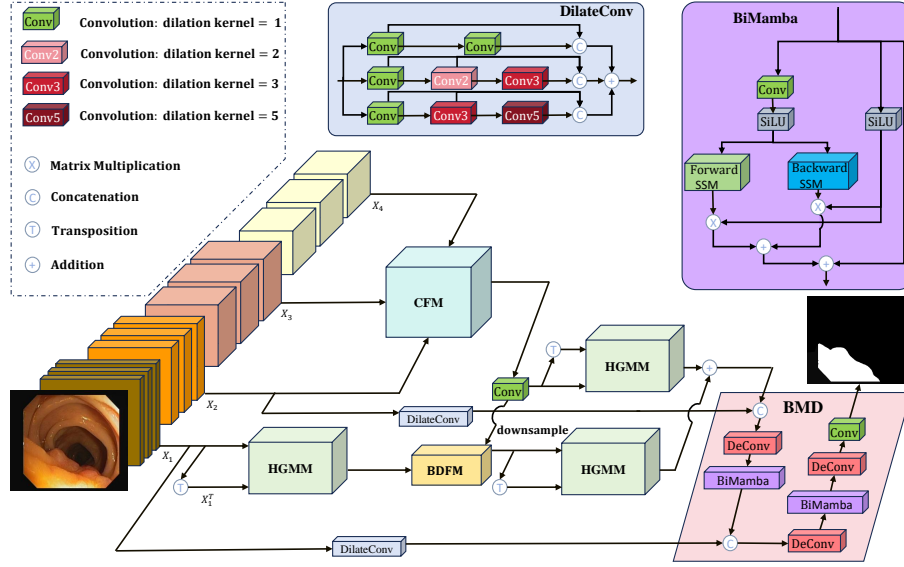 Conv
Convolution: dilation kernel = 1
Conv2
Convolution: dilation kernel = 2
Conv3
Convolution: dilation kernel = 3
Conv5
Convolution: dilation kernel = 5
X
Matrix Multiplication
C
Concatenation
T
Transposition
+
Addition
DilateConv
Conv
Conv
C
Conv
Conv2
Conv3
C
+
Conv
Conv3
Conv5
C
BiMamba
Conv
SiLU
SiLU
Forward
SSM
Backward
SSM
X
X
+
+
X4
X3
X2
X1
CFM
Conv
T
HGMM
+
DilateConv
downsample
HGMM
BDFM
T
HGMM
T
X1^T
DilateConv
BMD
C
DeConv
BiMamba
C
DeConv
BiMamba
DeConv
Conv